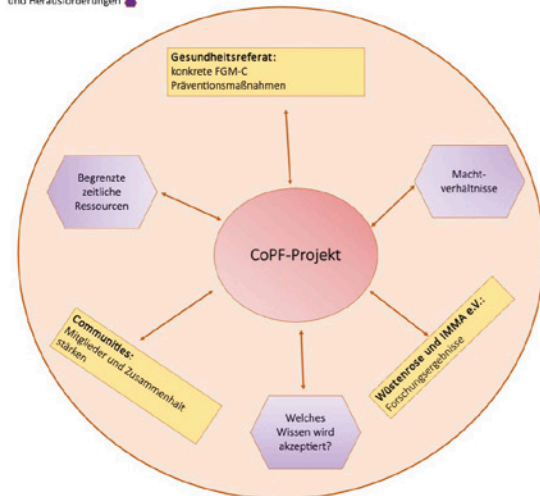 und Herausforderungen
Gesundheitsreferat:
konkrete FGM-C
Präventionsmaßnahmen
Begrenzte
zeitliche
Ressourcen
Macht-
verhältnisse
CoPF-Projekt
Communities:
Mitglieder und Zusammenhalt
stärken
Wüstenrose und IMMA e.V.:
Forschungsergebnisse
Welches
Wissen wird
akzeptiert?